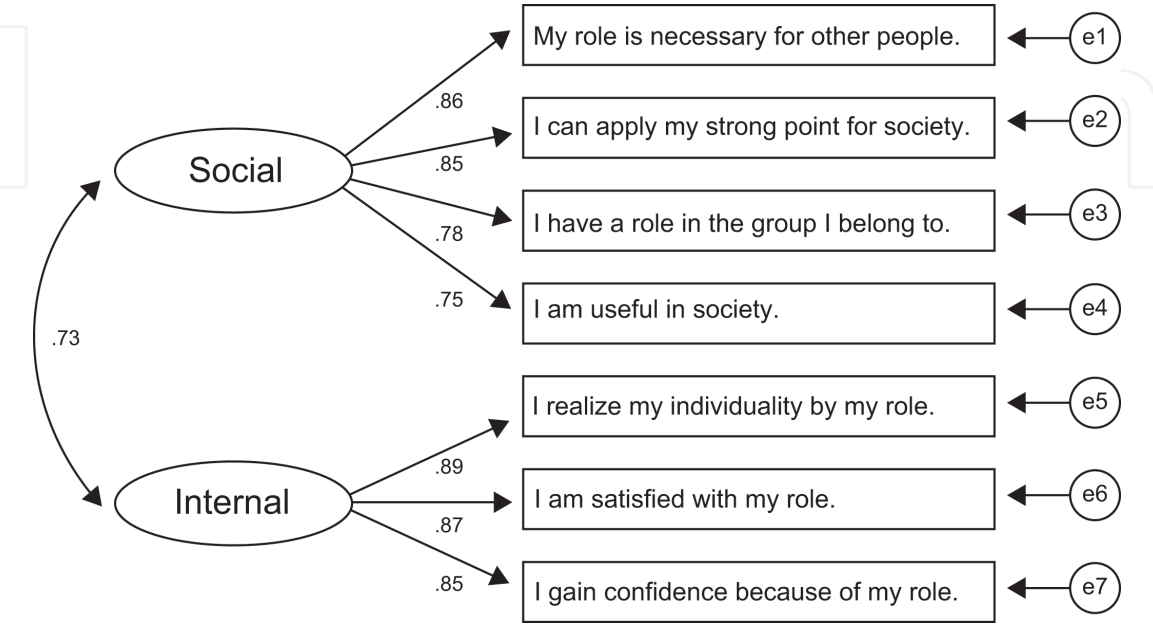 My role is necessary for other people.
e1
.86
I can apply my strong point for society.
e2
Social
.85
I have a role in the group I belong to.
e3
.78
.75
I am useful in society.
e4
.73
I realize my individuality by my role.
e5
.89
Internal
I am satisfied with my role.
e6
.87
.85
I gain confidence because of my role.
e7